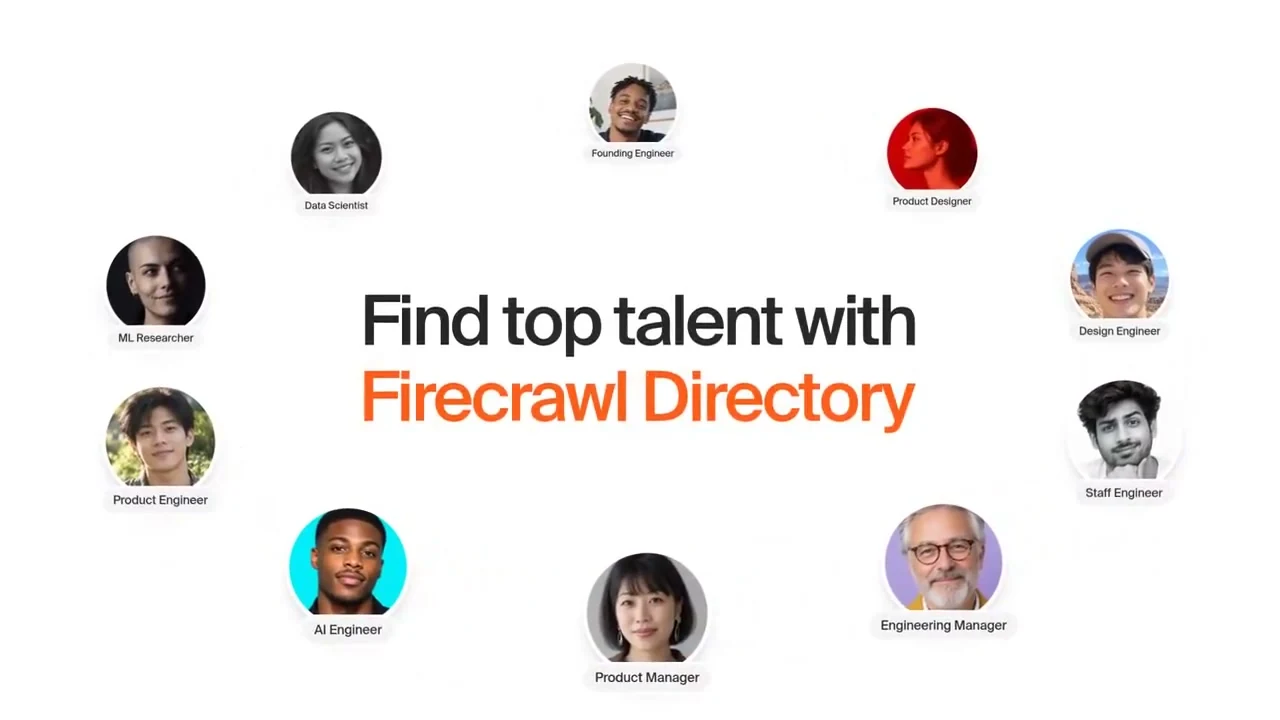 Founding Engineer
Data Scientist
Product Designer
ML Researcher
Design Engineer
Find top talent with
Firecrawl Directory
Product Engineer
Staff Engineer
AI Engineer
Engineering Manager
Product Manager